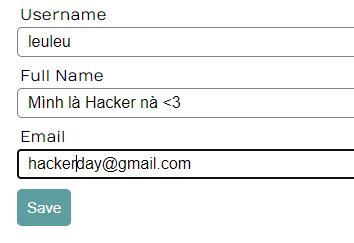 Username
leuleu
Full Name
Mình là Hacker nà <3
Email
hackerday@gmail.com
Save